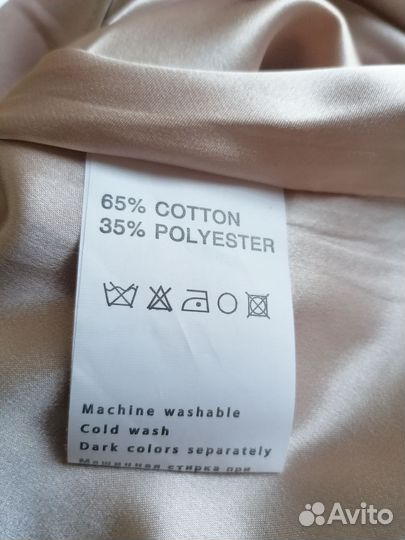 65% COTTON
35% POLYESTER
Machine washable
Cold wash
Dark colors separately
Машинная стирка при
Avito